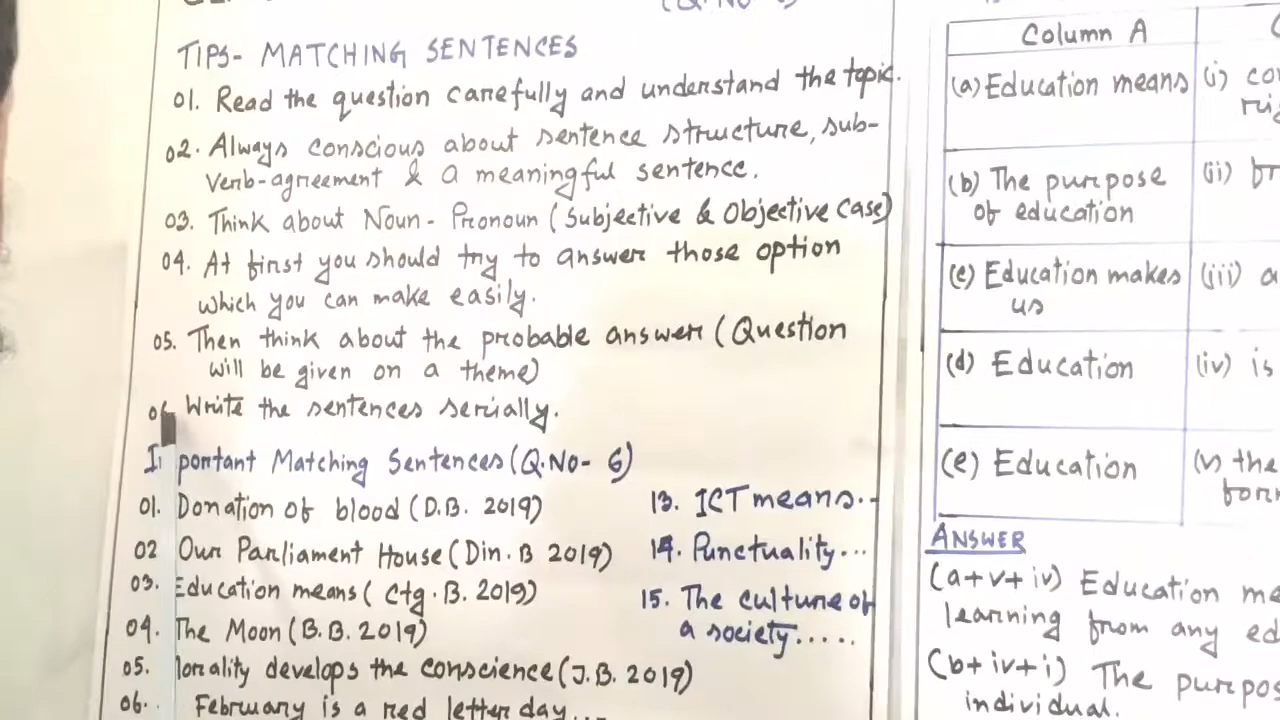 TIPS- MATCHING SENTENCES
01. Read the question carefully and understand the topic.
02. Always conscious about sentence structure, sub-
Verb-agreement & a meaningful sentence.
03. Think about Noun- Pronoun (Subjective & Objective Case)
04. At first you should try to answer those option
which you can make easily.
05. Then think about the probable answer (Question
will be given on a theme)
06 Write the sentences serially.
portant Matching Sentences (Q.No- 6)
01. Donation of blood (D.B. 2019)
02 Our Parliament House (Din. B 2019)
03. Education means (Ctg. B. 2019)
04. The Moon (B.B. 2019)
05. orality develops the conscience (J.B. 2019)
06. February is a red letter day...
13. ICT means..
14. Punctuality...
15. The culture of
a society.....
Column A
(a) Education means (i)
(b) The purpose (ii)
of education
(c) Education makes (iii) a
us
(d) Education (iv) is
(e) Education (v) the
ANSWER
(a+v+iv) Education
learning from any
(b+iv+i) The
individual.